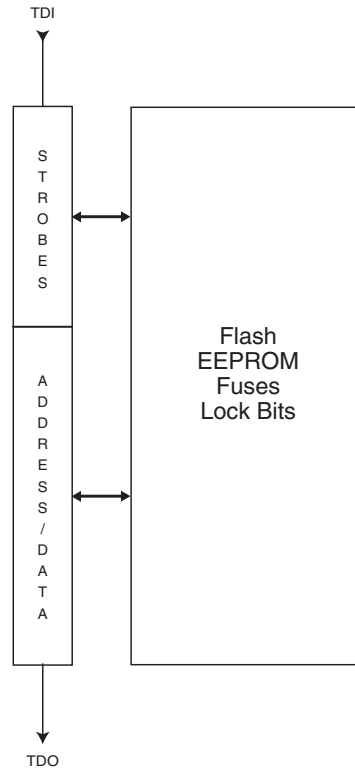 TDI
STROBES
ADDRESS/DATA
Flash
EEPROM
Fuses
Lock Bits
TDO